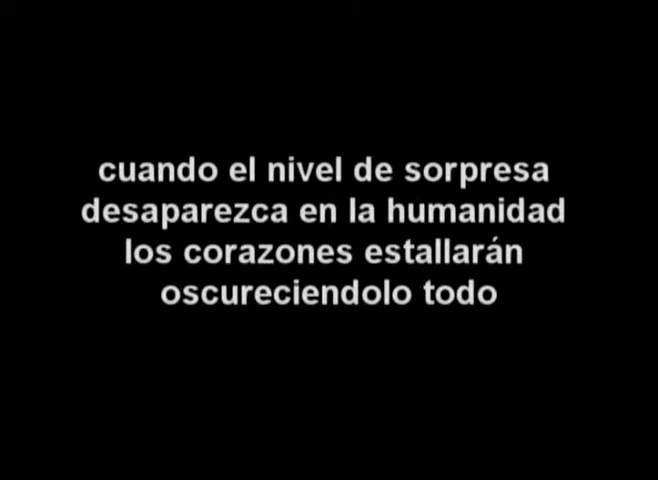 cuando el nivel de sorpresa
desaparezca en la humanidad
los corazones estallarán
oscureciendolo todo